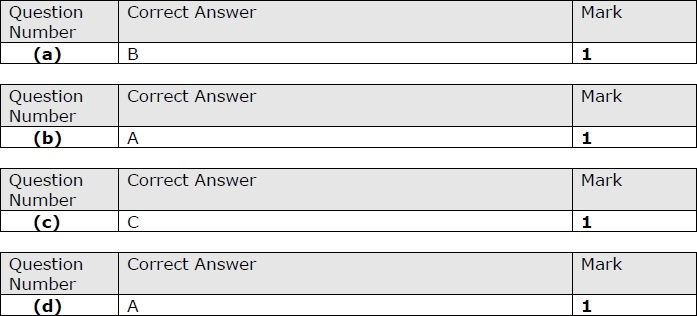 Question Correct Answer Mark
Number
(a) B 1
Question Correct Answer Mark
Number
(b) A 1
Question Correct Answer Mark
Number
(c) C 1
Question Correct Answer Mark
Number
(d) A 1